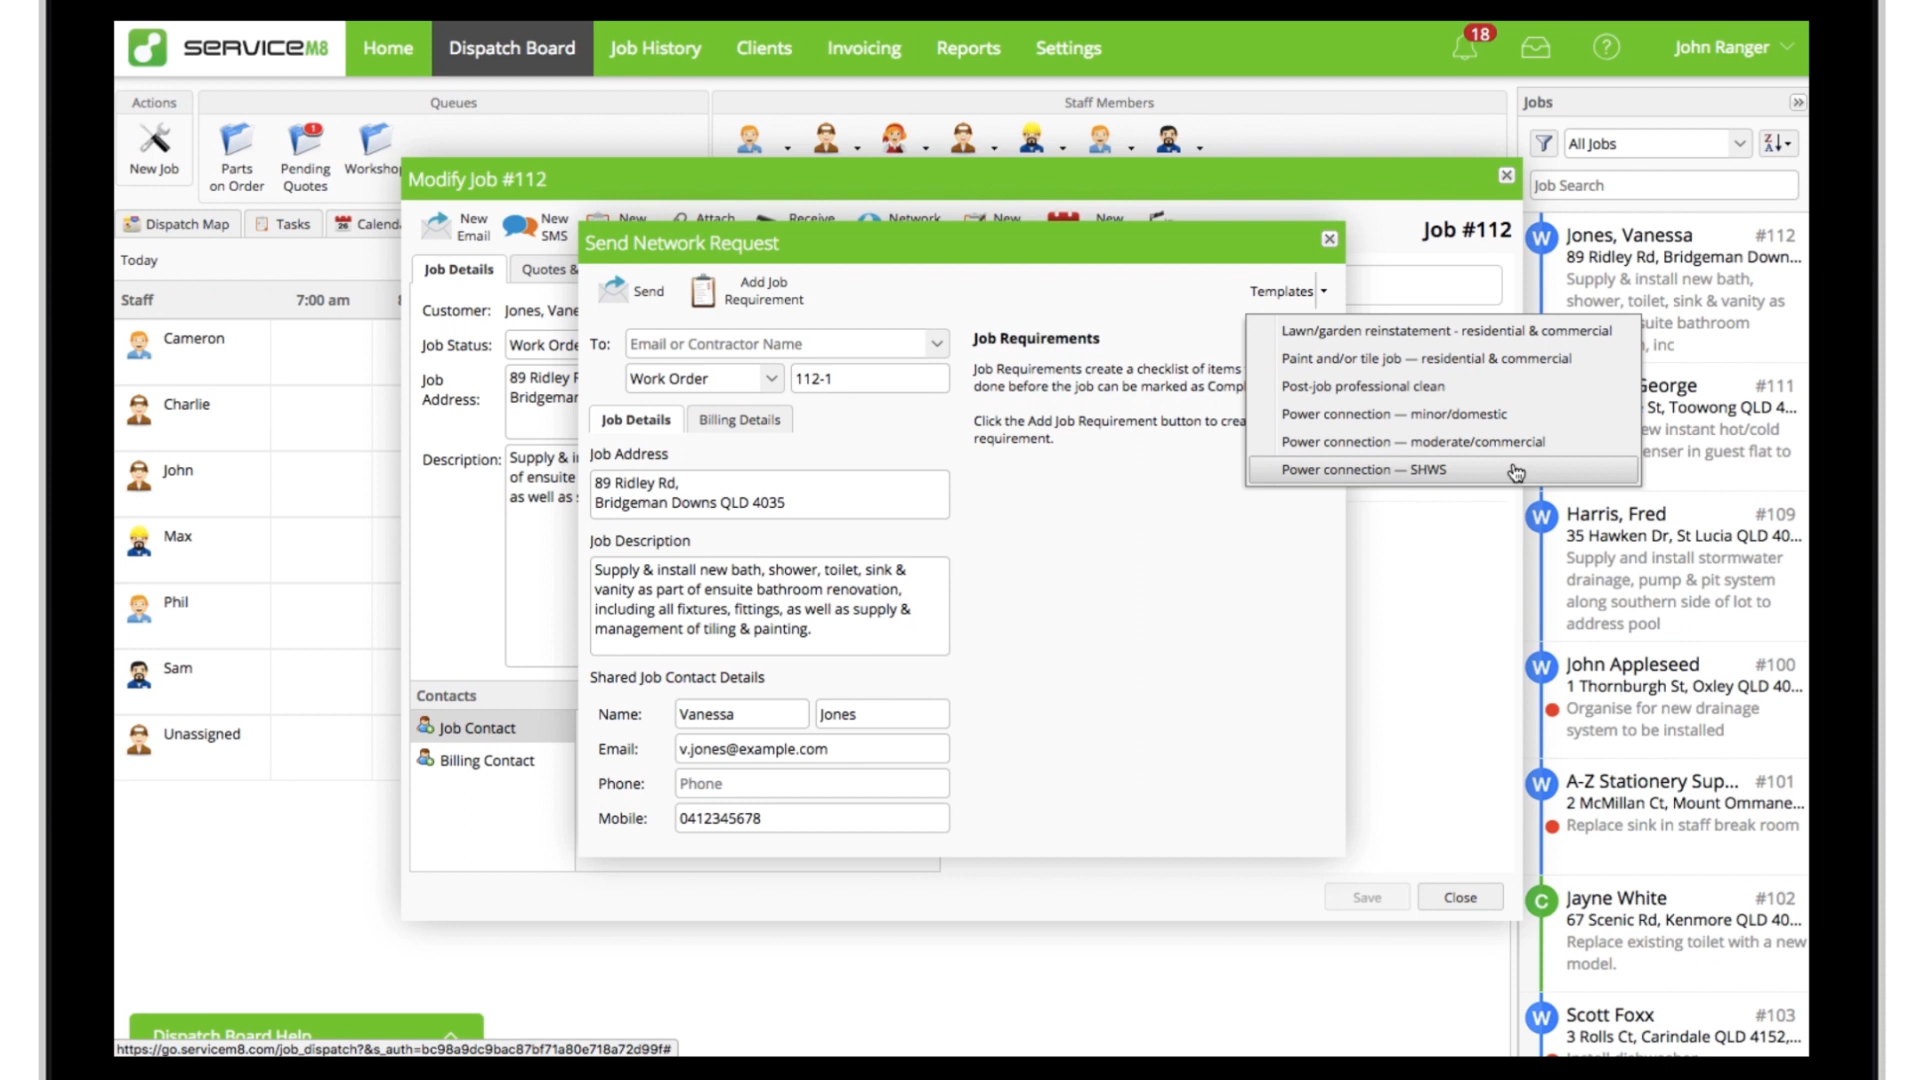 SERVICEM8
Home
Dispatch Board
Job History
Clients
Invoicing
Reports
Settings
18
John Ranger
Actions
Queues
Staff Members
Jobs
New Job
Parts
on Order
1
Pending
Quotes
All Jobs
Job Search
Dispatch Map
Tasks
Today
Staff
7:00 am
Cameron
Charlie
John
Max
Phil
Sam
Unassigned
Modify Job #112
New
Email
New
SMS
New
Attach
Receive
Network
New
New
Job #112
Job Details
Quotes &
Customer:
Jones, Vane
Job Status:
Work Orde
Job
Address:
89 Ridley R
Bridgeman
Description:
Supply & in
of ensuite
as well as s
Contacts
Job Contact
Billing Contact
Save
Close
Send Network Request
Send
Add Job
Requirement
Templates
To:
Email or Contractor Name
Work Order
112-1
Job Details
Billing Details
Job Address
89 Ridley Rd,
Bridgeman Downs QLD 4035
Job Description
Supply & install new bath, shower, toilet, sink &
vanity as part of ensuite bathroom renovation,
including all fixtures, fittings, as well as supply &
management of tiling & painting.
Shared Job Contact Details
Name:
Vanessa
Jones
Email:
v.jones@example.com
Phone:
Phone
Mobile:
0412345678
Job Requirements
Job Requirements create a checklist of items
done before the job can be marked as Compl
Click the Add Job Requirement button to crea
requirement.
Lawn/garden reinstatement - residential & commercial
Paint and/or tile job — residential & commercial
Post-job professional clean
Power connection — minor/domestic
Power connection — moderate/commercial
Power connection — SHWS
W
Jones, Vanessa
#112
89 Ridley Rd, Bridgeman Down...
Supply & install new bath,
shower, toilet, sink & vanity as
suite bathroom
, inc
George
#111
St, Toowong QLD 4...
ew instant hot/cold
enser in guest flat to
W
Harris, Fred
#109
35 Hawken Dr, St Lucia QLD 40...
Supply and install stormwater
drainage, pump & pit system
along southern side of lot to
address pool
W
John Appleseed
#100
1 Thornburgh St, Oxley QLD 40...
Organise for new drainage
system to be installed
W
A-Z Stationery Sup...
#101
2 McMillan Ct, Mount Ommane...
Replace sink in staff break room
C
Jayne White
#102
67 Scenic Rd, Kenmore QLD 40...
Replace existing toilet with a new
model.
W
Scott Foxx
#103
3 Rolls Ct, Carindale QLD 4152,...
Dispatch Board Help
https://go.servicem8.com/job_dispatch?&s_auth=bc98a9dc9bac87bf71a80e718a72d99f#